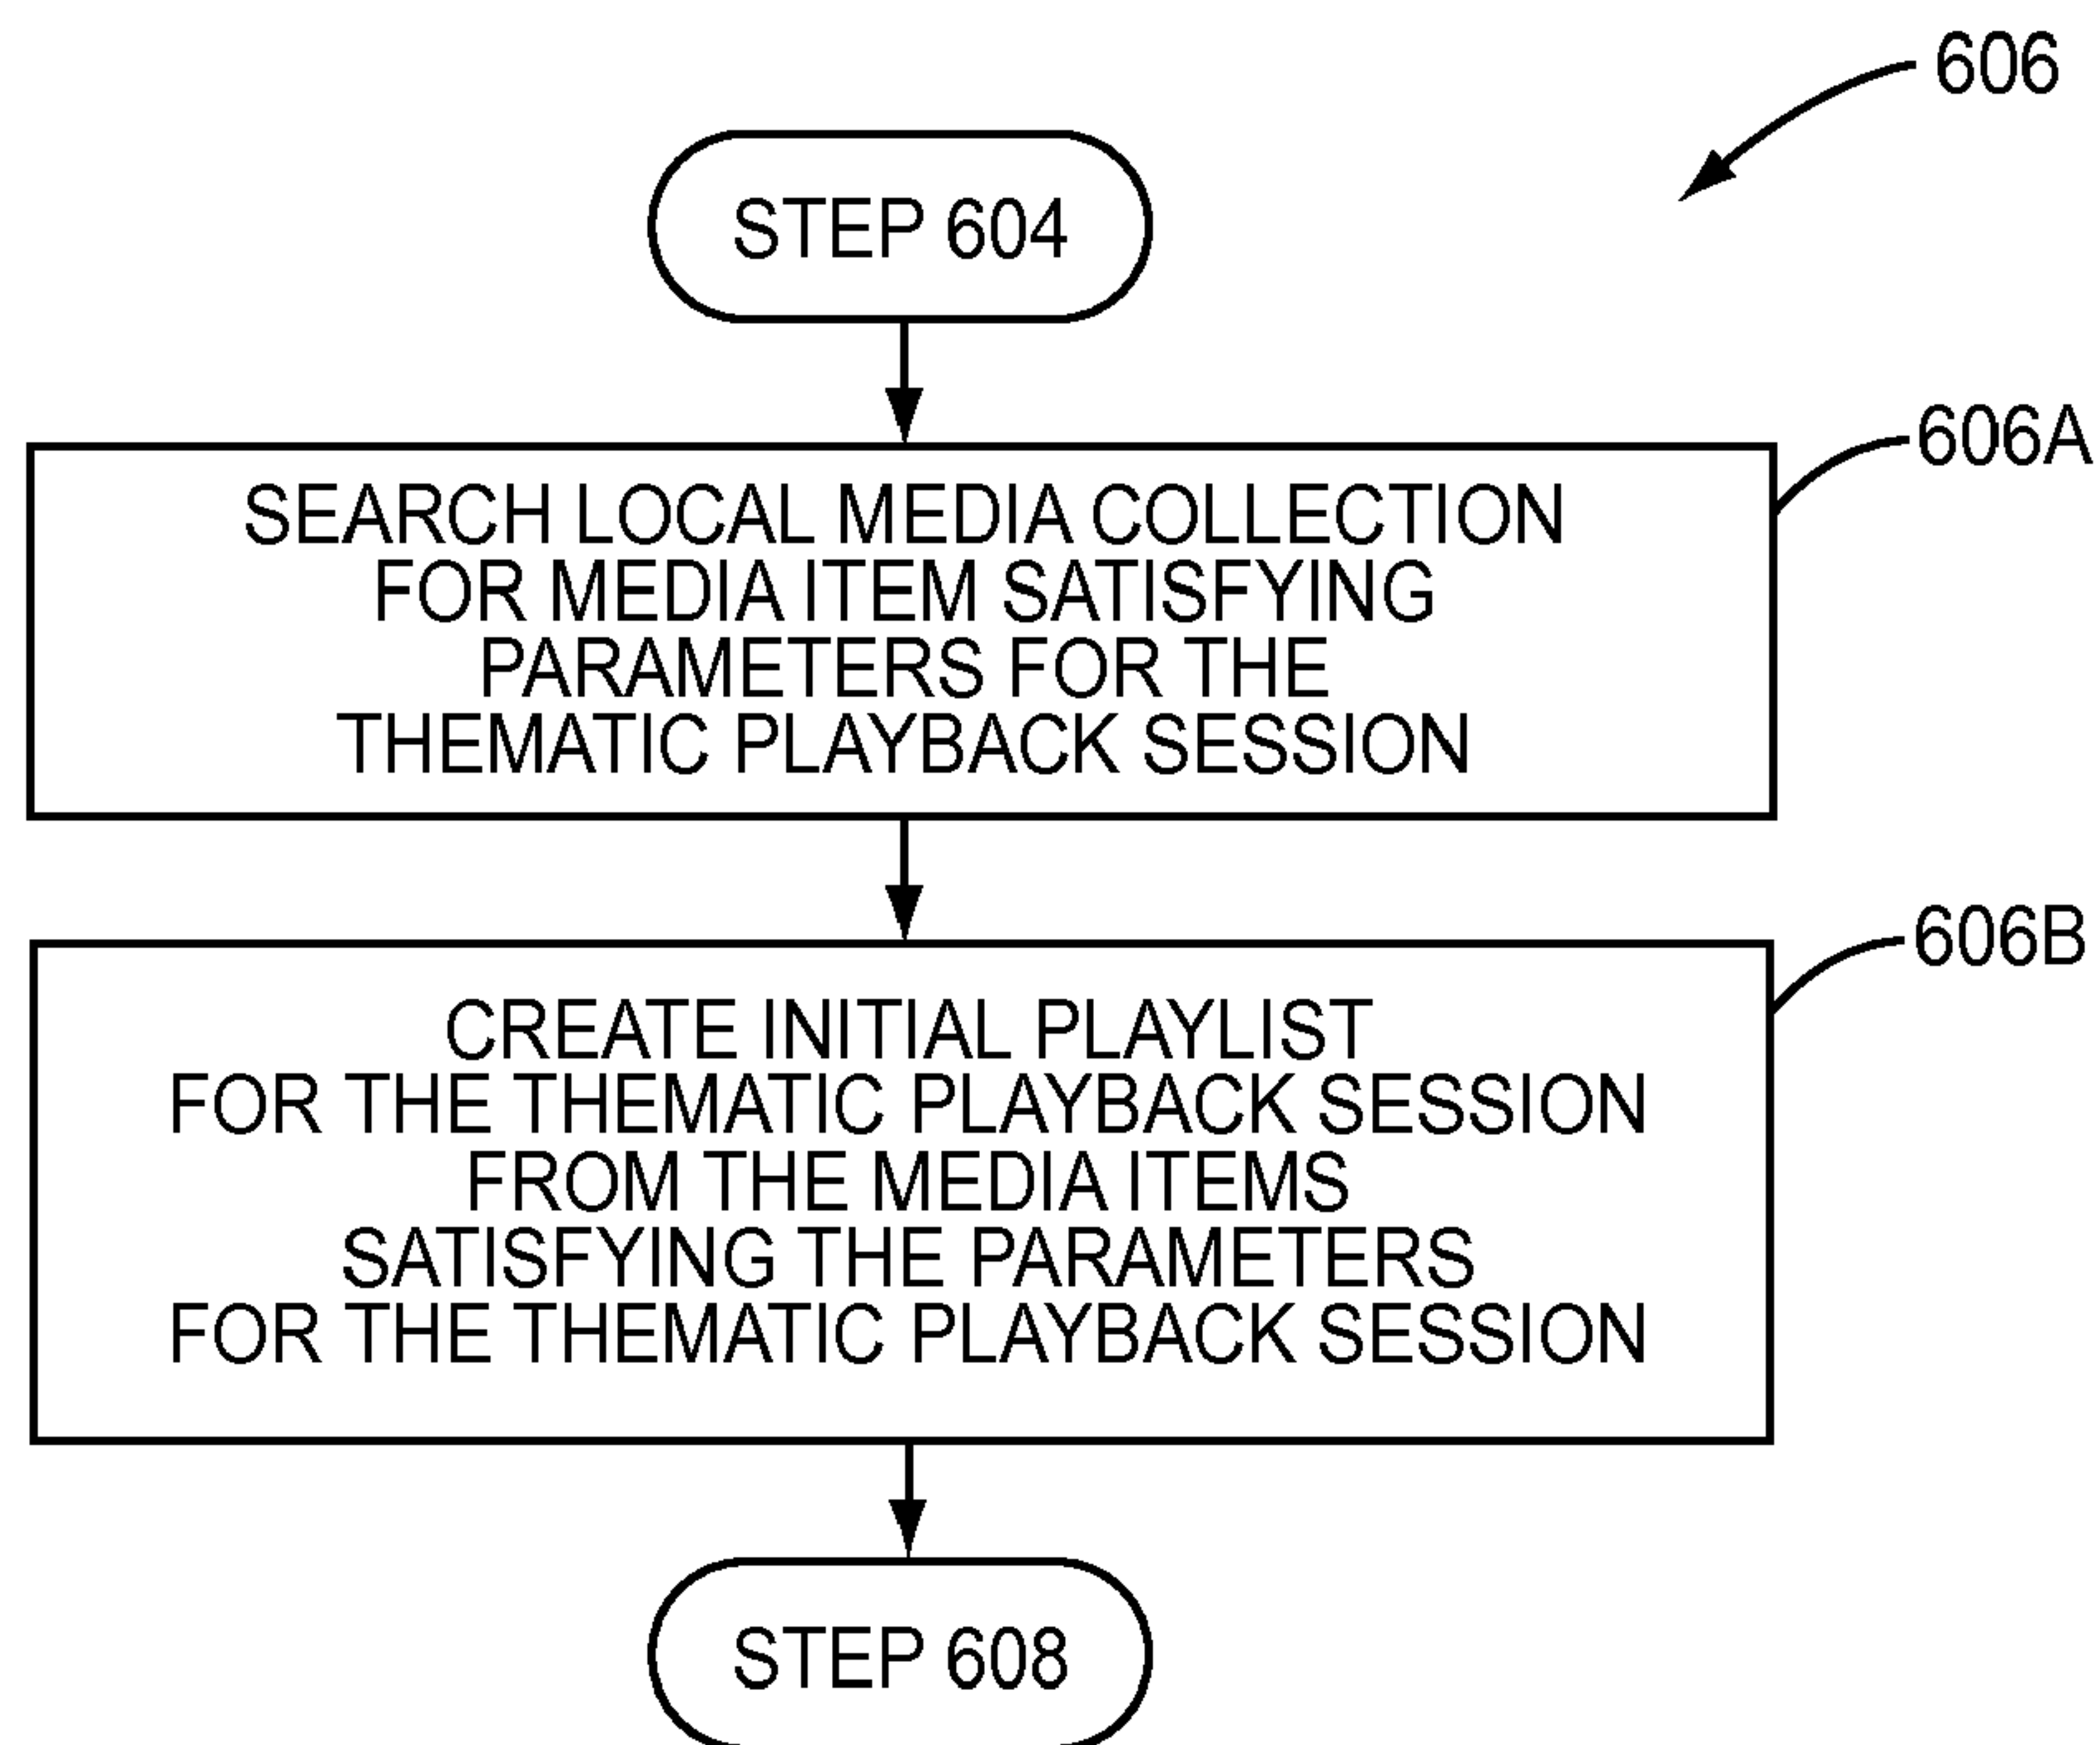 606
STEP 604
606A
SEARCH LOCAL MEDIA COLLECTION
FOR MEDIA ITEM SATISFYING
PARAMETERS FOR THE
THEMATIC PLAYBACK SESSION
606B
CREATE INITIAL PLAYLIST
FOR THE THEMATIC PLAYBACK SESSION
FROM THE MEDIA ITEMS
SATISFYING THE PARAMETERS
FOR THE THEMATIC PLAYBACK SESSION
STEP 608